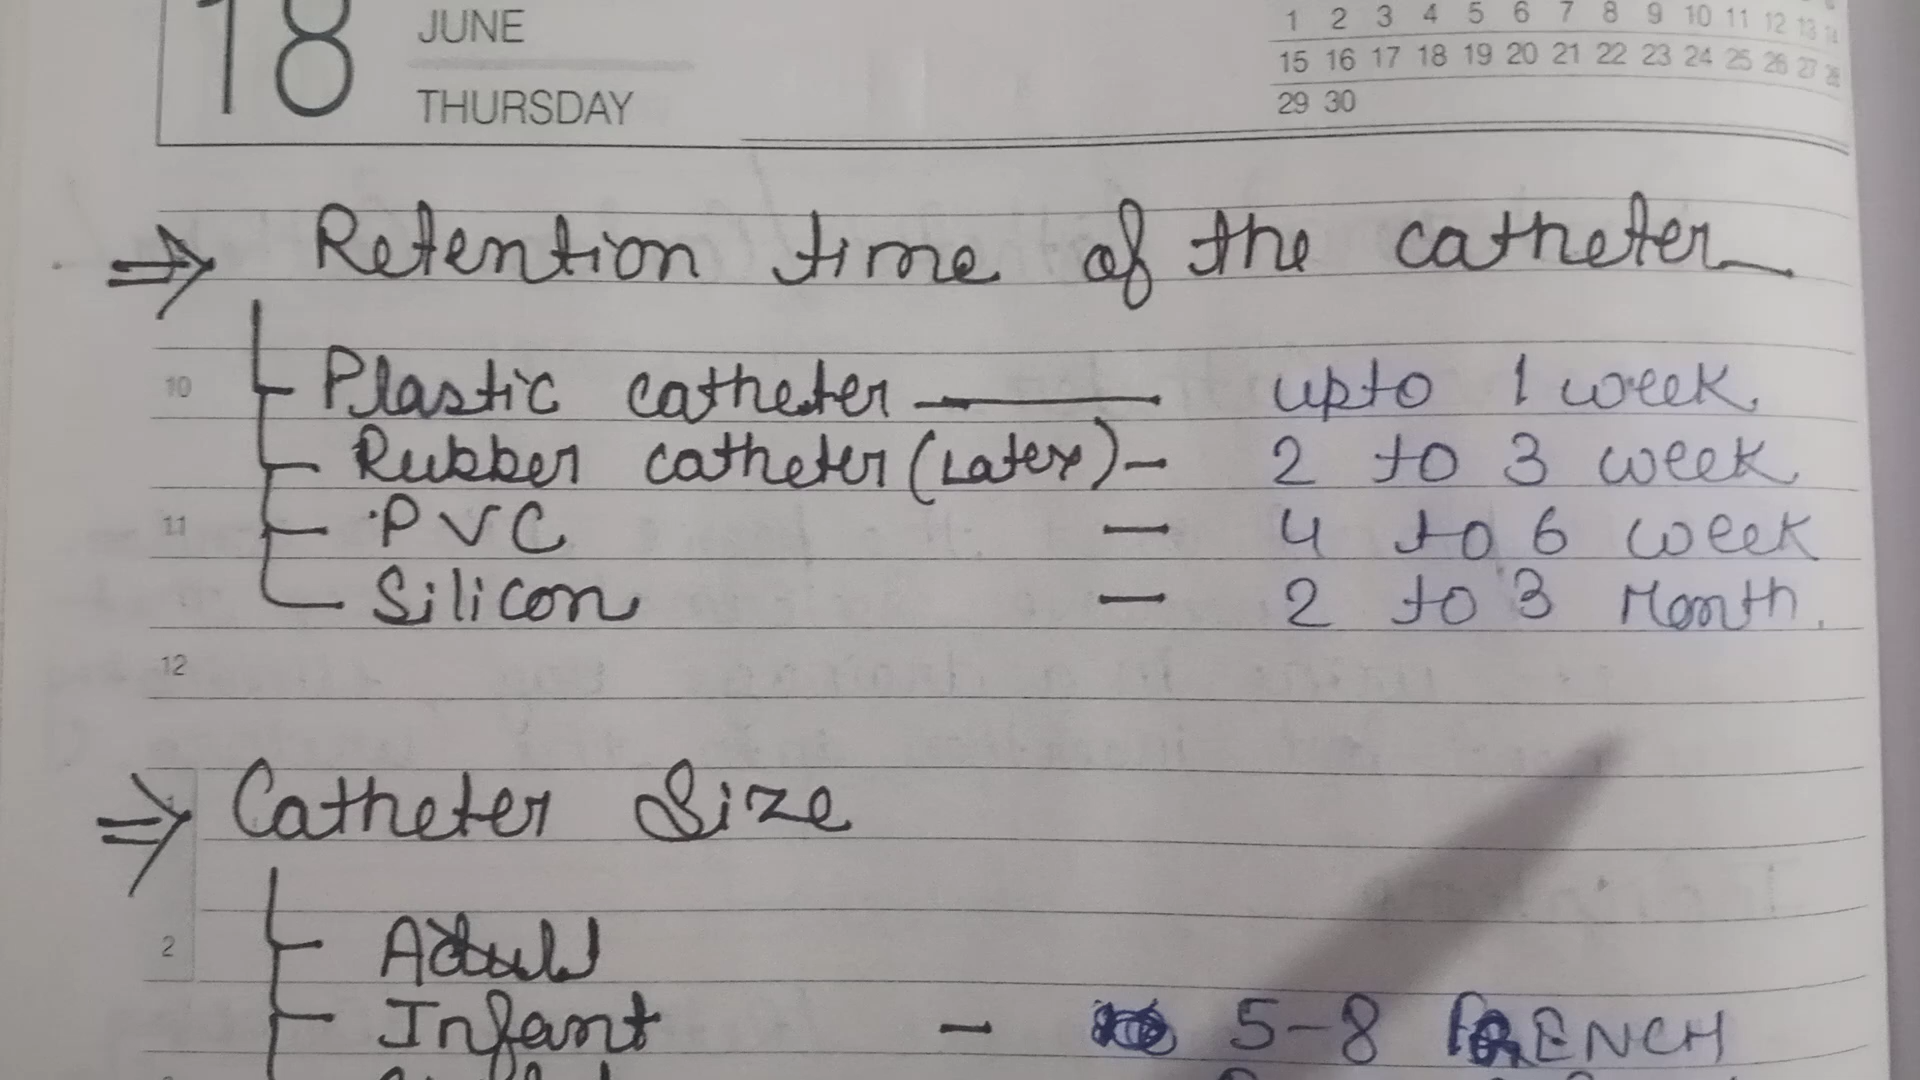 18 JUNE
THURSDAY
1 2 3 4 5 6 7 8 9 10 11 12 13 14
15 16 17 18 19 20 21 22 23 24 25 26 27 28
29 30
⇒ Retention time of the catheter
10 Plastic catheter — upto 1 week
Rubber catheter (Latex) - 2 to 3 week
11 PVC - 4 to 6 week
Silicon - 2 to 3 Month.
12
⇒ Catheter Size
2 Adult
Infant - 5-8 FRENCH